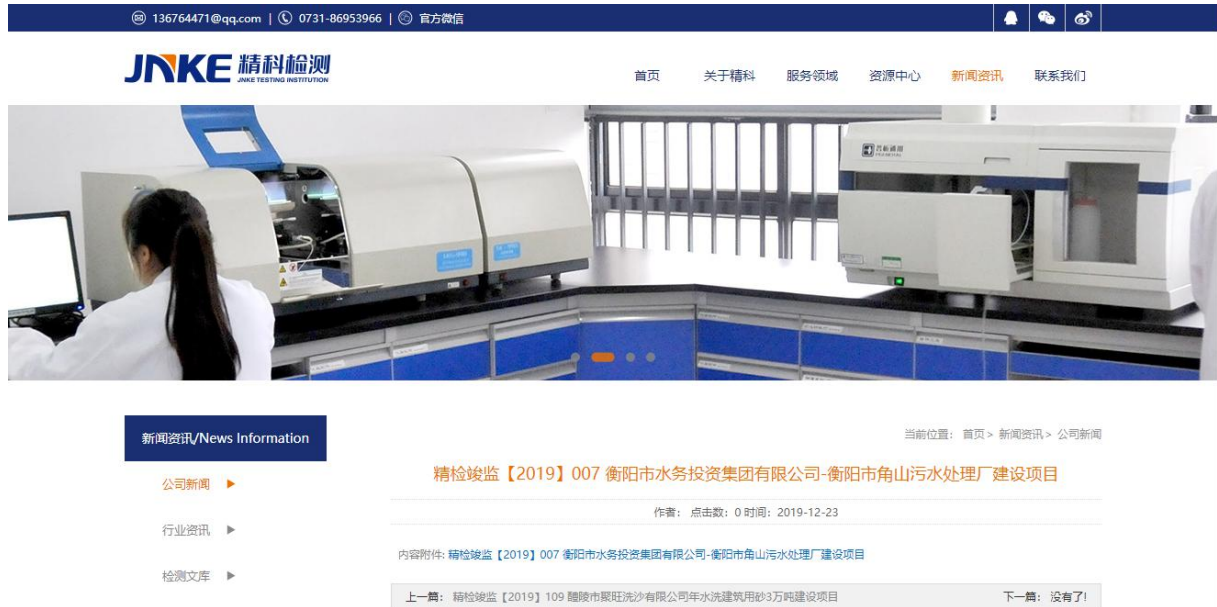 136764471@qq.com | 0731-86953966 | 官方微信
JNKE 精科检测
JNKE TESTING INSTITUTION
首页 关于精科 服务领域 资源中心 新闻资讯 联系我们
普析通用
新闻资讯/News Information
当前位置： 首页> 新闻资讯> 公司新闻
公司新闻
精检竣监【2019】007 衡阳市水务投资集团有限公司-衡阳市角山污水处理厂建设项目
作者： 点击数：0 时间：2019-12-23
行业资讯
内容附件: 精检竣监【2019】007 衡阳市水务投资集团有限公司-衡阳市角山污水处理厂建设项目
检测文库
上一篇： 精检竣监【2019】109 醴陵市聚旺洗沙有限公司年水洗建筑用砂3万吨建设项目 下一篇： 没有了!